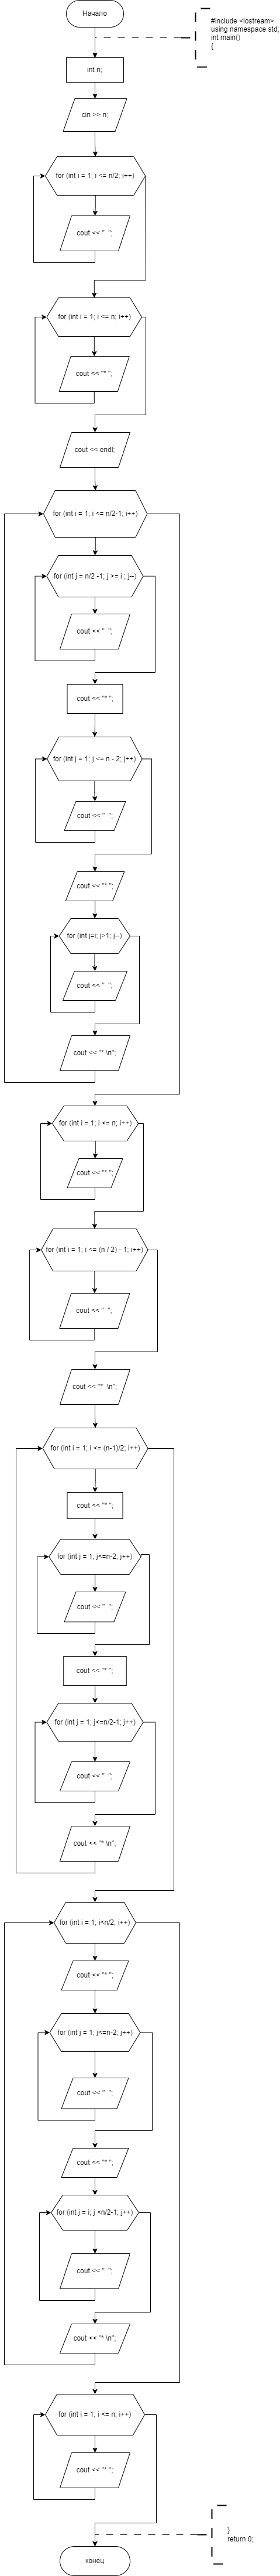 Начало
#include <iostream>
using namespace std;
int main()
{
int n;
cin >> n;
for (int i = 1; i <= n/2; i++)
cout << "  ";
for (int i = 1; i <= n; i++)
cout << "* ";
cout << endl;
for (int i = 1; i <= n/2-1; i++)
for (int j = n/2 -1; j >= i ; j--)
cout << "  ";
cout << "* ";
for (int j = 1; j <= n - 2; j++)
cout << "  ";
cout << "* ";
for (int j=i; j>1; j--)
cout << "  ";
cout << "* \n";
for (int i = 1; i <= n; i++)
cout << "* ";
for (int i = 1; i <= (n / 2) - 1; i++)
cout << "  ";
cout << "*  \n";
for (int i = 1; i <= (n-1)/2; i++)
cout << "* ";
for (int j = 1; j<=n-2; j++)
cout << "  ";
cout << "* ";
for (int j = 1; j<=n/2-1; j++)
cout << "  ";
cout << "* \n";
for (int i = 1; i<n/2; i++)
cout << "* ";
for (int j = 1; j<=n-2; j++)
cout << "  ";
cout << "* ";
for (int j = i; j <n/2-1; j++)
cout << "  ";
cout << "* \n";
for (int i = 1; i <= n; i++)
cout << "* ";
}
return 0;
конец